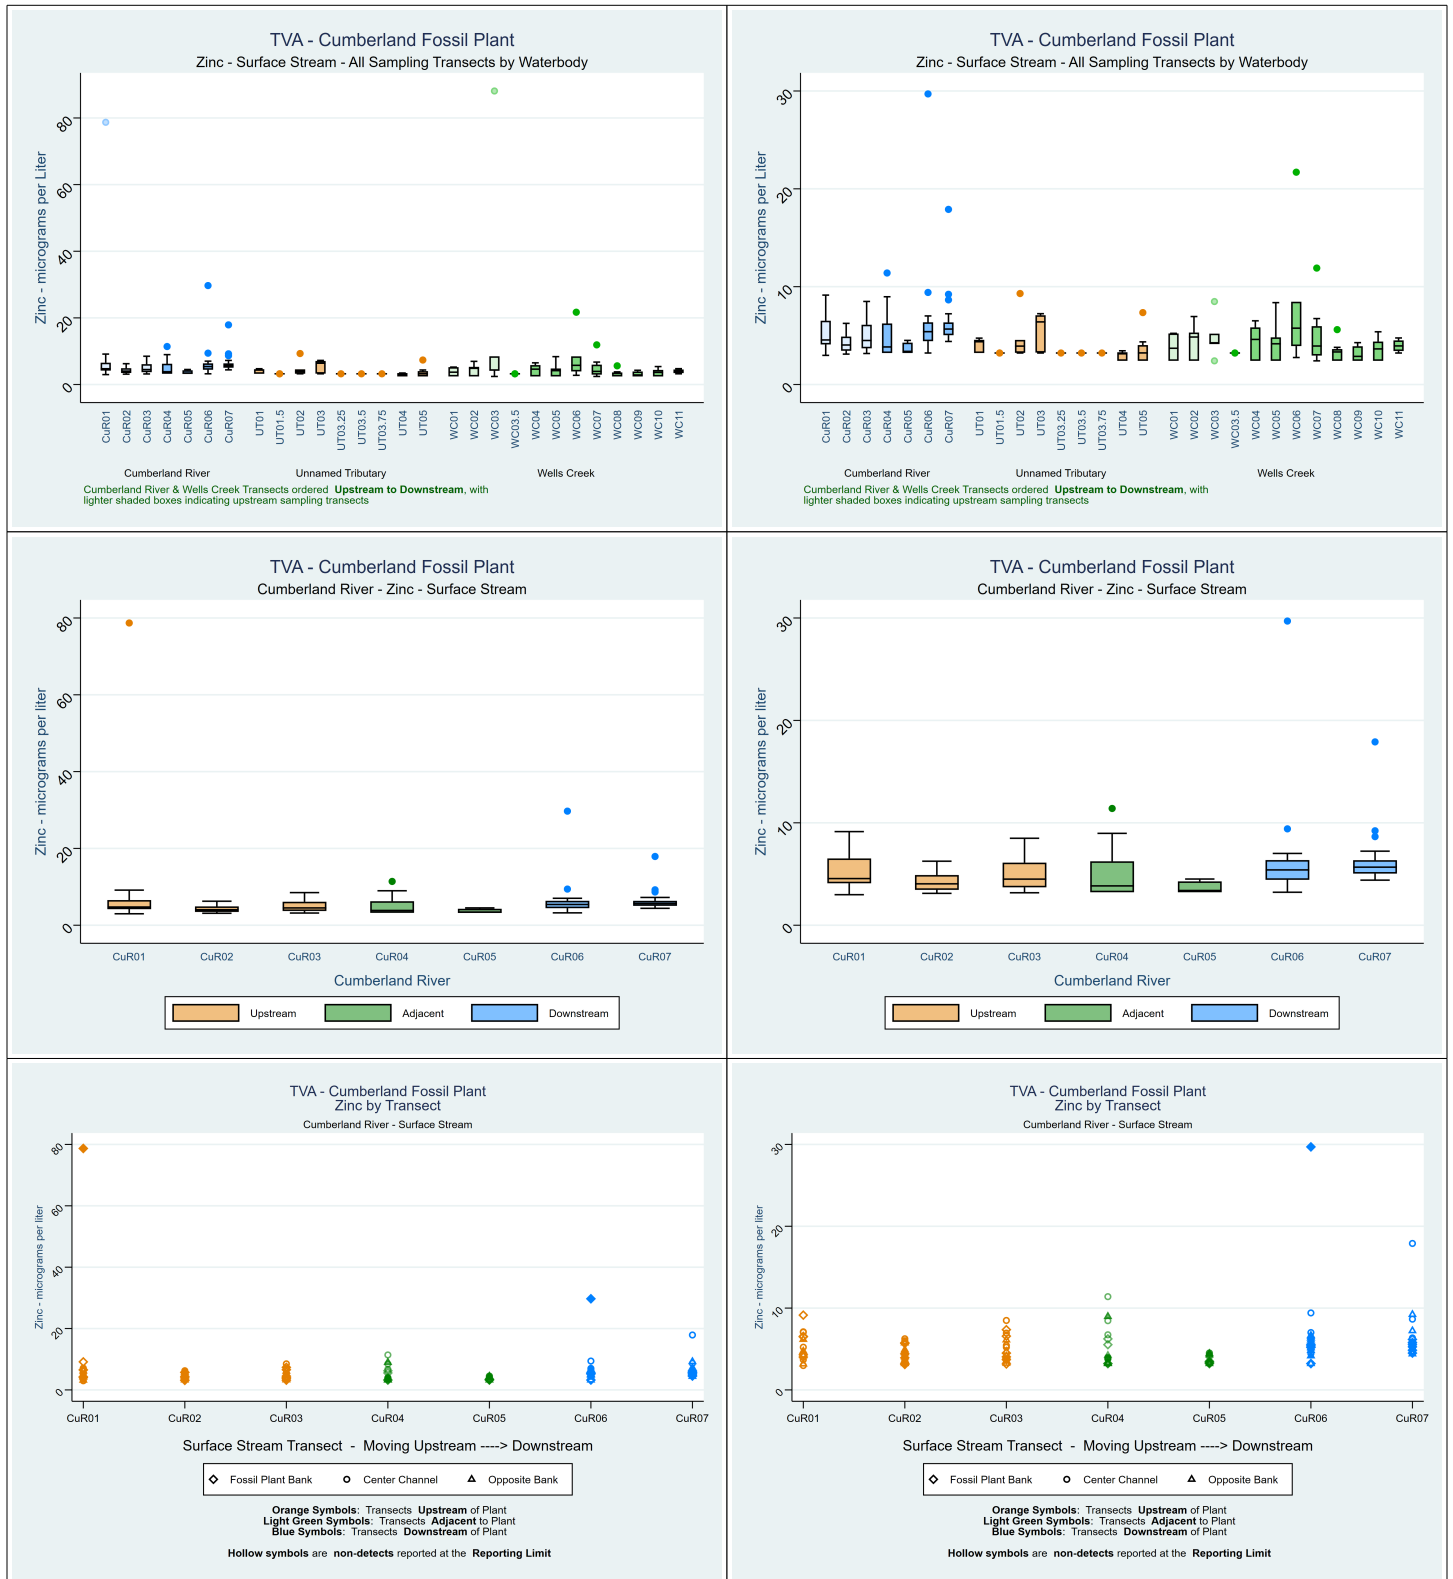 TVA - Cumberland Fossil Plant
Zinc - Surface Stream - All Sampling Transects by Waterbody
Zinc - micrograms per Liter
80
60
40
20
0
CuR01 CuR02 CuR03 CuR04 CuR05 CuR06 CuR07 UT01 UT01.5 UT02 UT03 UT03.25 UT03.5 UT03.75 UT04 UT05 WC01 WC02 WC03 WC03.5 WC04 WC05 WC06 WC07 WC08 WC09 WC10 WC11
Cumberland River Unnamed Tributary Wells Creek
Cumberland River & Wells Creek Transects ordered Upstream to Downstream, with
lighter shaded boxes indicating upstream sampling transects
TVA - Cumberland Fossil Plant
Zinc - Surface Stream - All Sampling Transects by Waterbody
Zinc - micrograms per Liter
30
20
10
0
CuR01 CuR02 CuR03 CuR04 CuR05 CuR06 CuR07 UT01 UT01.5 UT02 UT03 UT03.25 UT03.5 UT03.75 UT04 UT05 WC01 WC02 WC03 WC03.5 WC04 WC05 WC06 WC07 WC08 WC09 WC10 WC11
Cumberland River Unnamed Tributary Wells Creek
Cumberland River & Wells Creek Transects ordered Upstream to Downstream, with
lighter shaded boxes indicating upstream sampling transects
TVA - Cumberland Fossil Plant
Cumberland River - Zinc - Surface Stream
Zinc - micrograms per liter
80
60
40
20
0
CuR01 CuR02 CuR03 CuR04 CuR05 CuR06 CuR07
Cumberland River
Upstream Adjacent Downstream
TVA - Cumberland Fossil Plant
Cumberland River - Zinc - Surface Stream
Zinc - micrograms per liter
30
20
10
0
CuR01 CuR02 CuR03 CuR04 CuR05 CuR06 CuR07
Cumberland River
Upstream Adjacent Downstream
TVA - Cumberland Fossil Plant
Zinc by Transect
Cumberland River - Surface Stream
Zinc - micrograms per liter
80
60
40
20
0
CuR01 CuR02 CuR03 CuR04 CuR05 CuR06 CuR07
Surface Stream Transect - Moving Upstream ----> Downstream
Fossil Plant Bank Center Channel Opposite Bank
Orange Symbols: Transects Upstream of Plant
Light Green Symbols: Transects Adjacent to Plant
Blue Symbols: Transects Downstream of Plant
Hollow symbols are non-detects reported at the Reporting Limit
TVA - Cumberland Fossil Plant
Zinc by Transect
Cumberland River - Surface Stream
Zinc - micrograms per liter
30
20
10
0
CuR01 CuR02 CuR03 CuR04 CuR05 CuR06 CuR07
Surface Stream Transect - Moving Upstream ----> Downstream
Fossil Plant Bank Center Channel Opposite Bank
Orange Symbols: Transects Upstream of Plant
Light Green Symbols: Transects Adjacent to Plant
Blue Symbols: Transects Downstream of Plant
Hollow symbols are non-detects reported at the Reporting Limit